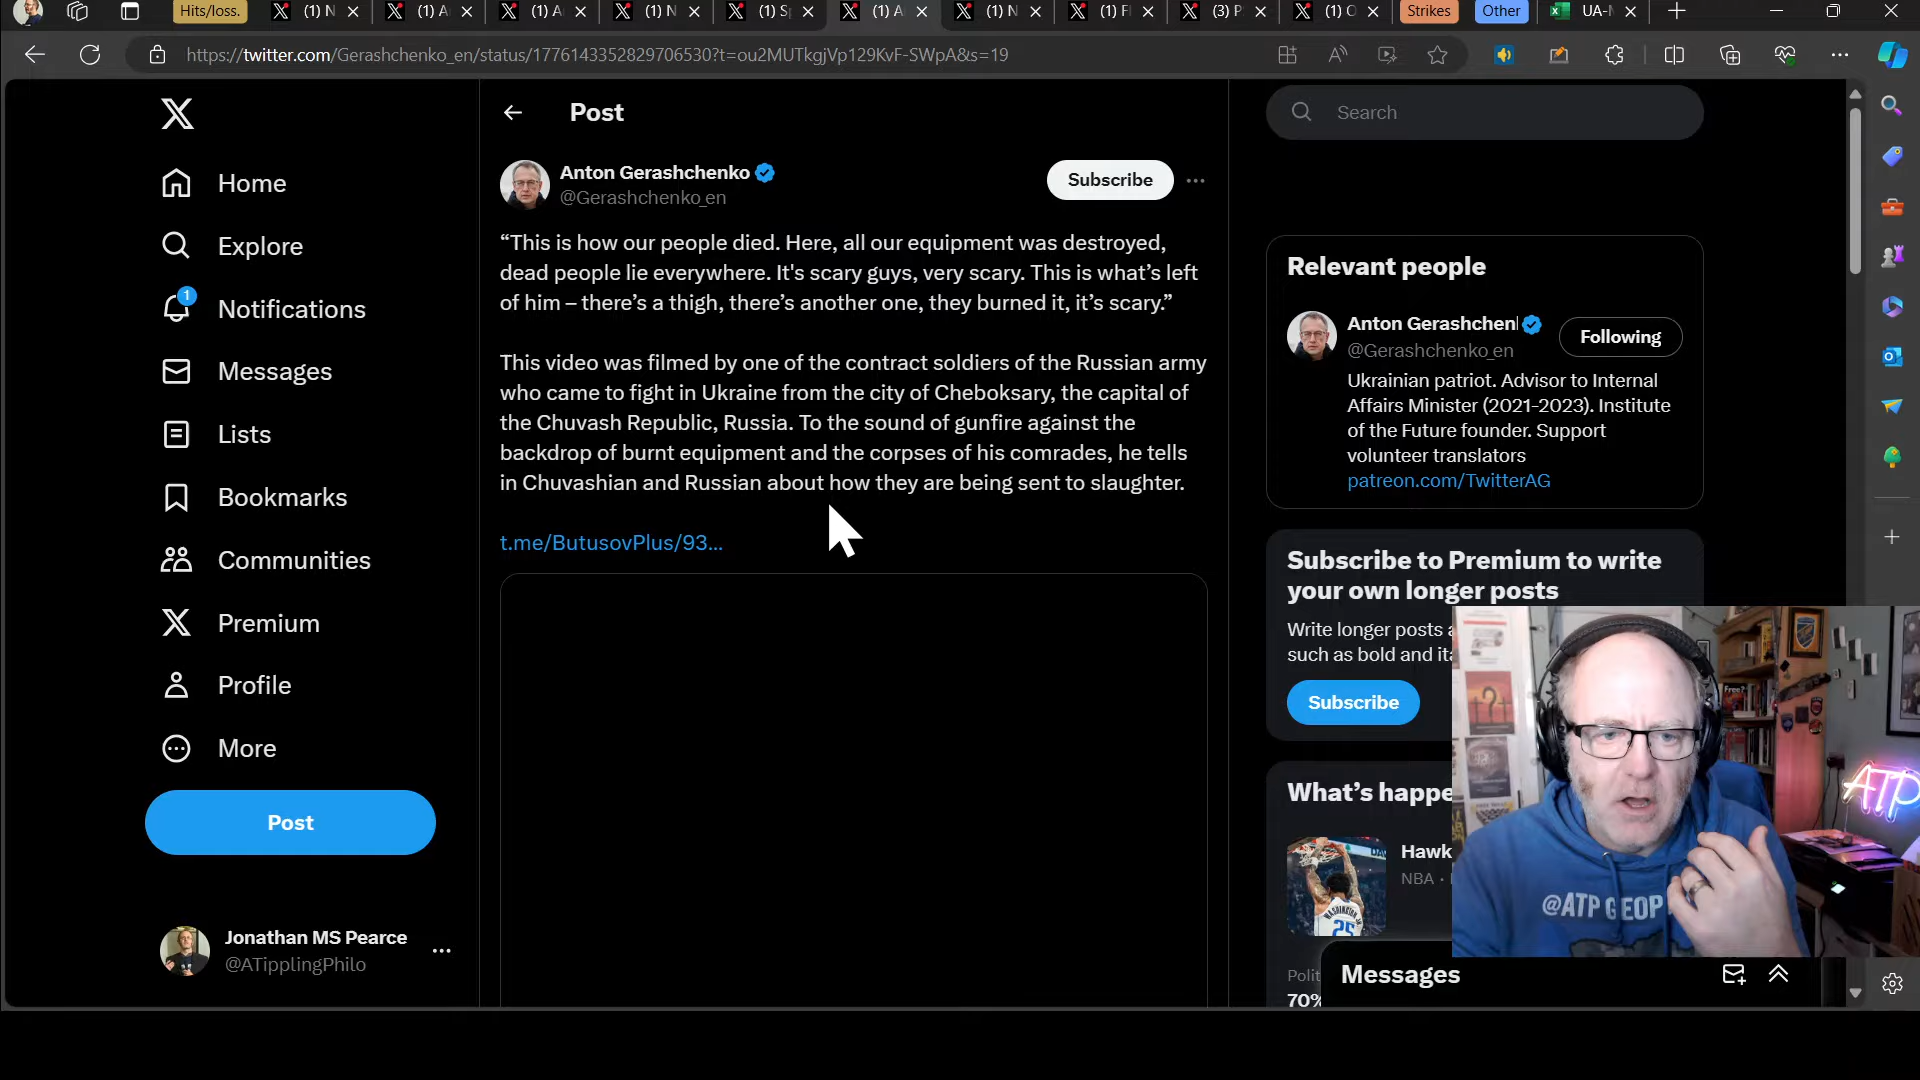 Hits/loss.
(1) N
(1) A
(1) A
(1) N
(1) S
(1) A
(1) N
(1) F
(3) P
(1) O
Strikes
Other
UA-
https://twitter.com/Gerashchenko_en/status/1776143352829706530?t=ou2MUTkgjVp129KvF-SWpA&s=19
Home
Explore
1
Notifications
Messages
Lists
Bookmarks
Communities
Premium
Profile
More
Post
Jonathan MS Pearce
@ATipplingPhilo
Post
Anton Gerashchenko
@Gerashchenko_en
Subscribe
“This is how our people died. Here, all our equipment was destroyed,
dead people lie everywhere. It's scary guys, very scary. This is what’s left
of him – there’s a thigh, there’s another one, they burned it, it’s scary.”
This video was filmed by one of the contract soldiers of the Russian army
who came to fight in Ukraine from the city of Cheboksary, the capital of
the Chuvash Republic, Russia. To the sound of gunfire against the
backdrop of burnt equipment and the corpses of his comrades, he tells
in Chuvashian and Russian about how they are being sent to slaughter.
t.me/ButusovPlus/93…
Search
Relevant people
Anton Gerashchen
@Gerashchenko_en
Following
Ukrainian patriot. Advisor to Internal
Affairs Minister (2021-2023). Institute
of the Future founder. Support
volunteer translators
patreon.com/TwitterAG
Subscribe to Premium to write
your own longer posts
Write longer posts a
such as bold and ita
Subscribe
What’s happe
Hawk
NBA ·
WASHINGTON
25
Polit
70%
Messages
Free?
ATP
@ATP GEOP